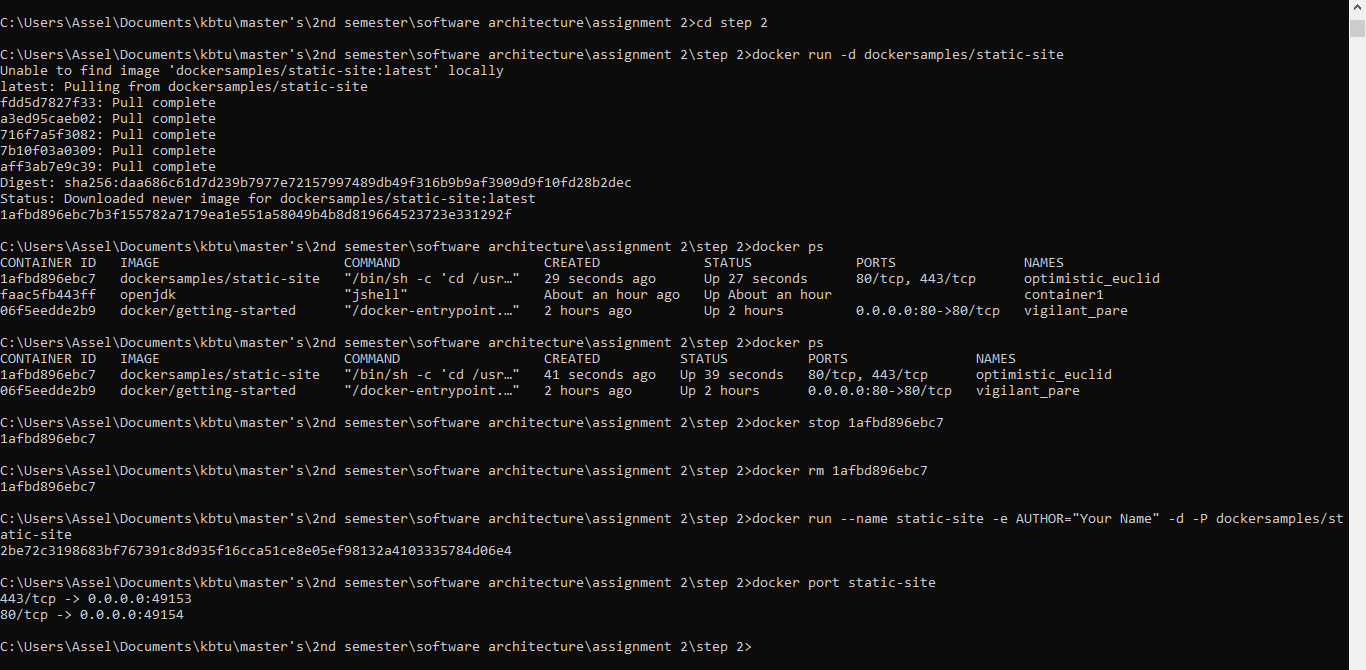 C:\Users\Assel\Documents\kbtu\master's\2nd semester\software architecture\assignment 2>cd step 2
C:\Users\Assel\Documents\kbtu\master's\2nd semester\software architecture\assignment 2\step 2>docker run -d dockersamples/static-site
Unable to find image 'dockersamples/static-site:latest' locally
latest: Pulling from dockersamples/static-site
fdd5d7827f33: Pull complete
a3ed95caeb02: Pull complete
716f7a5f3082: Pull complete
7b10f03a0309: Pull complete
aff3ab7e9c39: Pull complete
Digest: sha256:daa686c61d7d239b7977e72157997489db49f316b9b9af3909d9f10fd28b2dec
Status: Downloaded newer image for dockersamples/static-site:latest
1afbd896ebc7b3f155782a7179ea1e551a58049b4b8d819664523723e331292f
C:\Users\Assel\Documents\kbtu\master's\2nd semester\software architecture\assignment 2\step 2>docker ps
CONTAINER ID   IMAGE                       COMMAND                  CREATED             STATUS             PORTS                NAMES
1afbd896ebc7   dockersamples/static-site   "/bin/sh -c 'cd /usr…"   29 seconds ago      Up 27 seconds      80/tcp, 443/tcp      optimistic_euclid
faac5fb443ff   openjdk                     "jshell"                 About an hour ago   Up About an hour                        container1
06f5eedde2b9   docker/getting-started      "/docker-entrypoint.…"   2 hours ago         Up 2 hours         0.0.0.0:80->80/tcp   vigilant_pare
C:\Users\Assel\Documents\kbtu\master's\2nd semester\software architecture\assignment 2\step 2>docker ps
CONTAINER ID   IMAGE                       COMMAND                  CREATED          STATUS          PORTS                NAMES
1afbd896ebc7   dockersamples/static-site   "/bin/sh -c 'cd /usr…"   41 seconds ago   Up 39 seconds   80/tcp, 443/tcp      optimistic_euclid
06f5eedde2b9   docker/getting-started      "/docker-entrypoint.…"   2 hours ago      Up 2 hours      0.0.0.0:80->80/tcp   vigilant_pare
C:\Users\Assel\Documents\kbtu\master's\2nd semester\software architecture\assignment 2\step 2>docker stop 1afbd896ebc7
1afbd896ebc7
C:\Users\Assel\Documents\kbtu\master's\2nd semester\software architecture\assignment 2\step 2>docker rm 1afbd896ebc7
1afbd896ebc7
C:\Users\Assel\Documents\kbtu\master's\2nd semester\software architecture\assignment 2\step 2>docker run --name static-site -e AUTHOR="Your Name" -d -P dockersamples/st
atic-site
2be72c3198683bf767391c8d935f16cca51ce8e05ef98132a4103335784d06e4
C:\Users\Assel\Documents\kbtu\master's\2nd semester\software architecture\assignment 2\step 2>docker port static-site
443/tcp -> 0.0.0.0:49153
80/tcp -> 0.0.0.0:49154
C:\Users\Assel\Documents\kbtu\master's\2nd semester\software architecture\assignment 2\step 2>